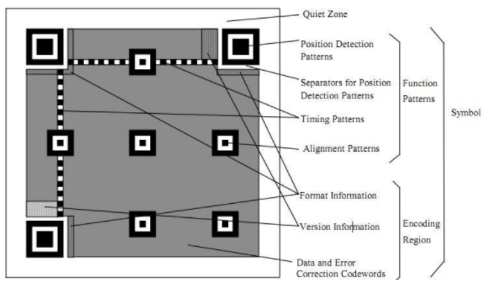 Quiet Zone
Position Detection
Patterns
Separators for Position
Detection Patterns
Timing Patterns
Alignment Patterns
Function
Patterns
Symbol
Format Information
Version Information
Encoding
Region
Data and Error
Correction Codewords